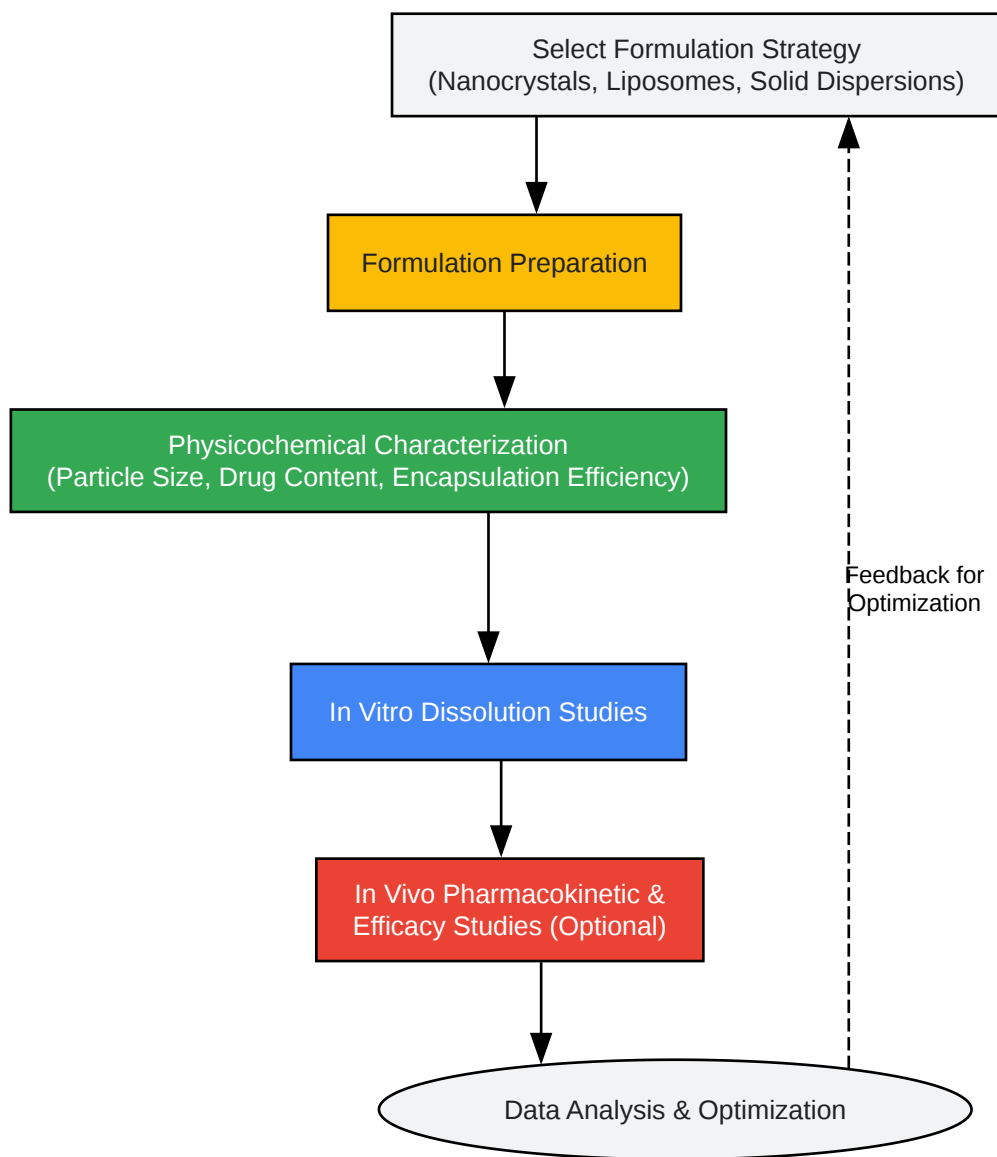 Select Formulation Strategy
(Nanocrystals, Liposomes, Solid Dispersions)
Formulation Preparation
Physicochemical Characterization
(Particle Size, Drug Content, Encapsulation Efficiency)
Feedback for
Optimization
In Vitro Dissolution Studies
In Vivo Pharmacokinetic &
Efficacy Studies (Optional)
Data Analysis & Optimization